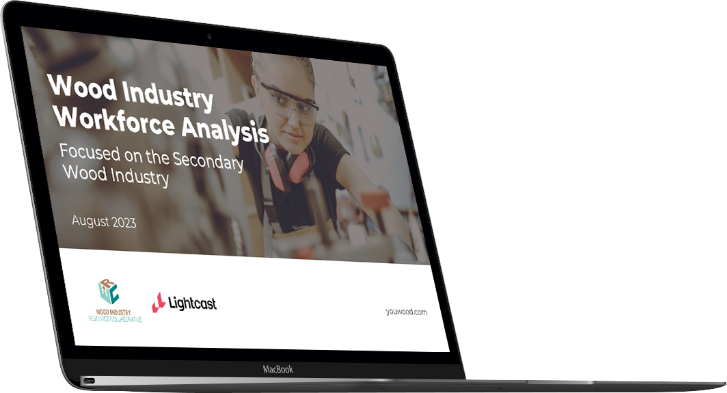 Wood Industry
Workforce Analysis
Focused on the Secondary
Wood Industry
August 2023
WOOD INDUSTRY
RESOURCE COLLABORATIVE
Lightcast
youwood.com
MacBook